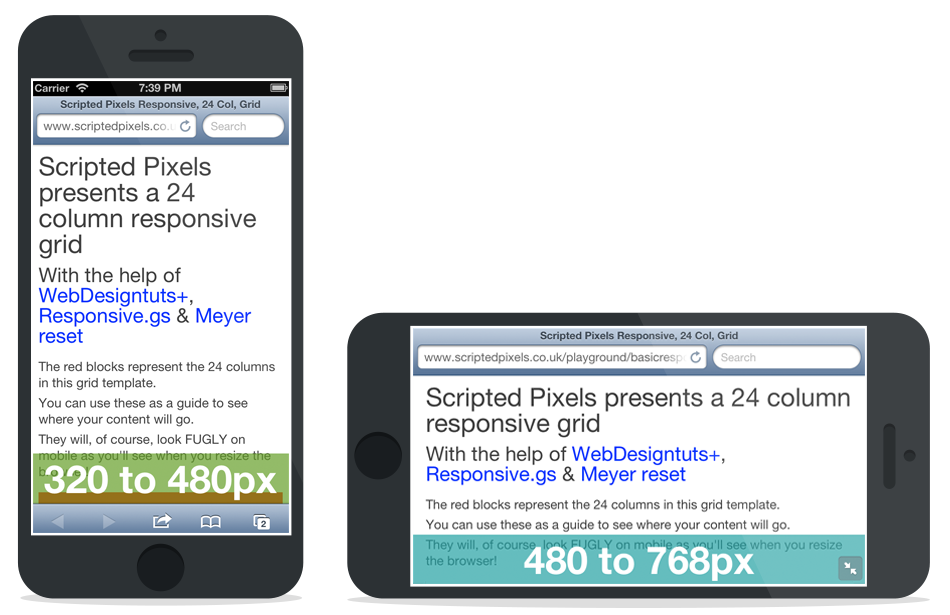 Carrier 7:39 PM
Scripted Pixels Responsive, 24 Col, Grid
www.scriptedpixels.co.u Search
Scripted Pixels
presents a 24
column responsive
grid
With the help of
WebDesigntuts+,
Responsive.gs & Meyer
reset
The red blocks represent the 24 columns
in this grid template.
You can use these as a guide to see
where your content will go.
They will, of course, look FUGLY on
mobile as you'll see when you resize the
320 to 480px
2
Scripted Pixels Responsive, 24 Col, Grid
www.scriptedpixels.co.uk/playground/basicresp Search
Scripted Pixels presents a 24 column
responsive grid
With the help of WebDesigntuts+,
Responsive.gs & Meyer reset
The red blocks represent the 24 columns in this grid template.
You can use these as a guide to see where your content will go.
They will, of course, look FUGLY on mobile as you'll see when you resize
the browser!
480 to 768px